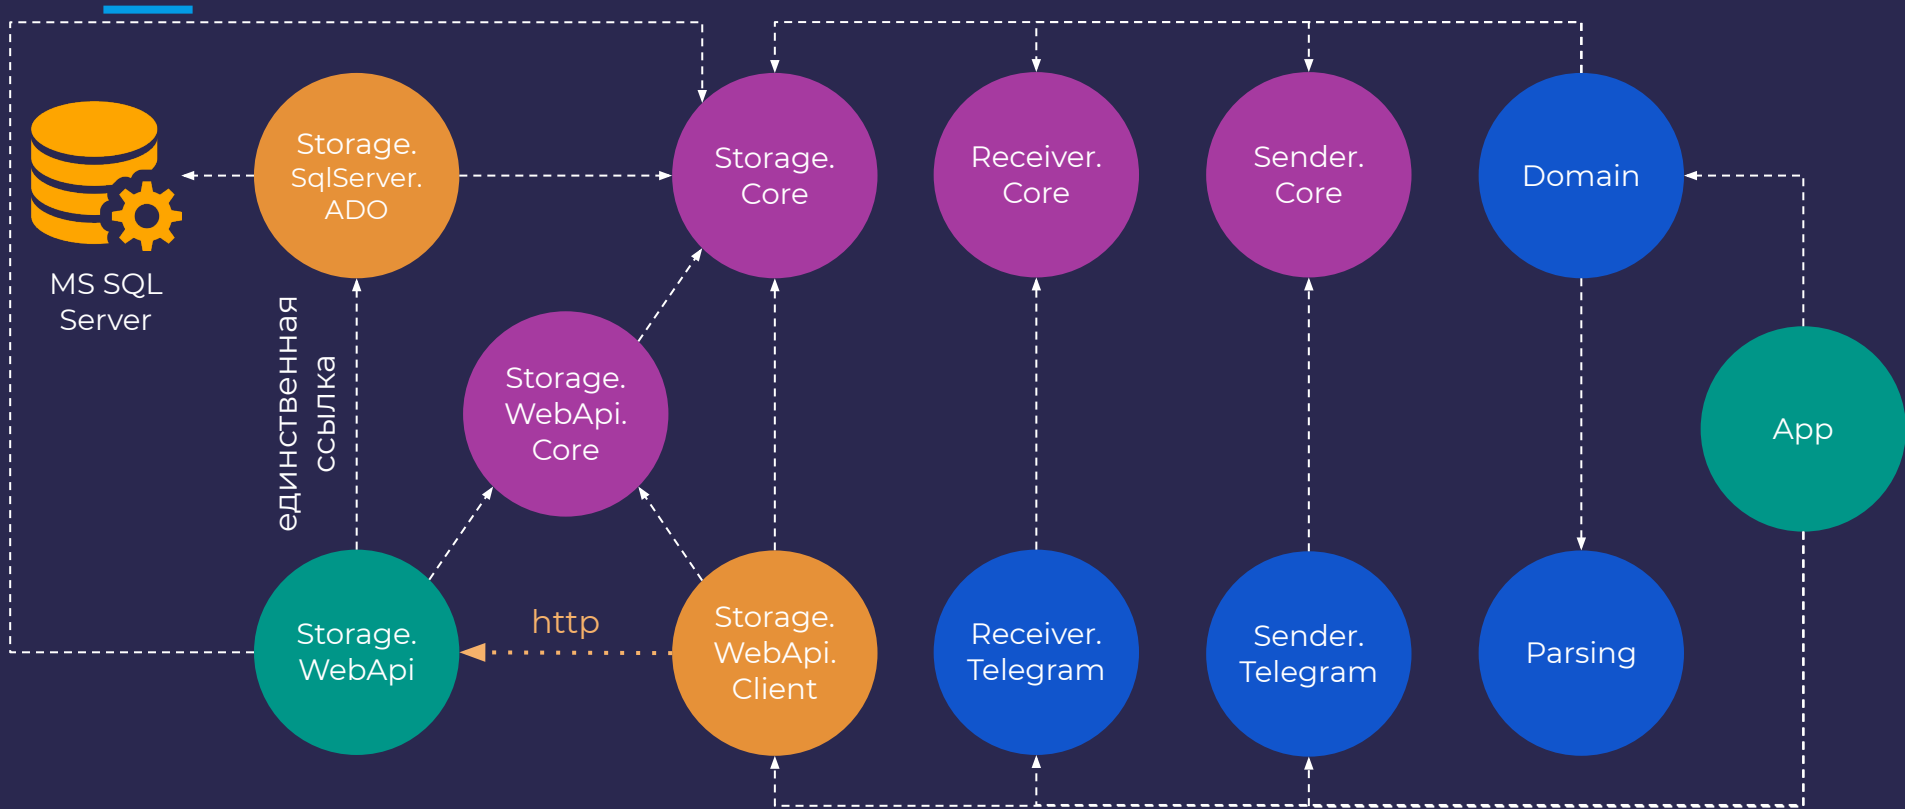 Storage.
SqlServer.
ADO
Storage.
Core
Receiver.
Core
Sender.
Core
Domain
MS SQL
Server
единственная
ссылка
Storage.
WebApi.
Core
App
http
Storage.
WebApi
Storage.
WebApi.
Client
Receiver.
Telegram
Sender.
Telegram
Parsing